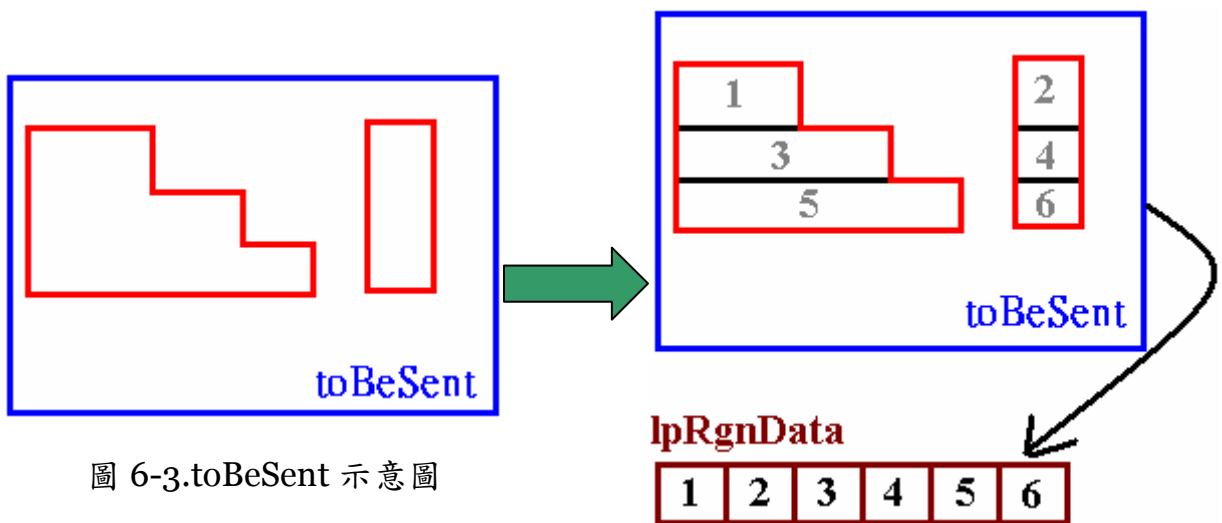 toBeSent
圖 6-3.toBeSent 示意圖
1 2
3 4
5 6
toBeSent
lpRgnData
1 2 3 4 5 6